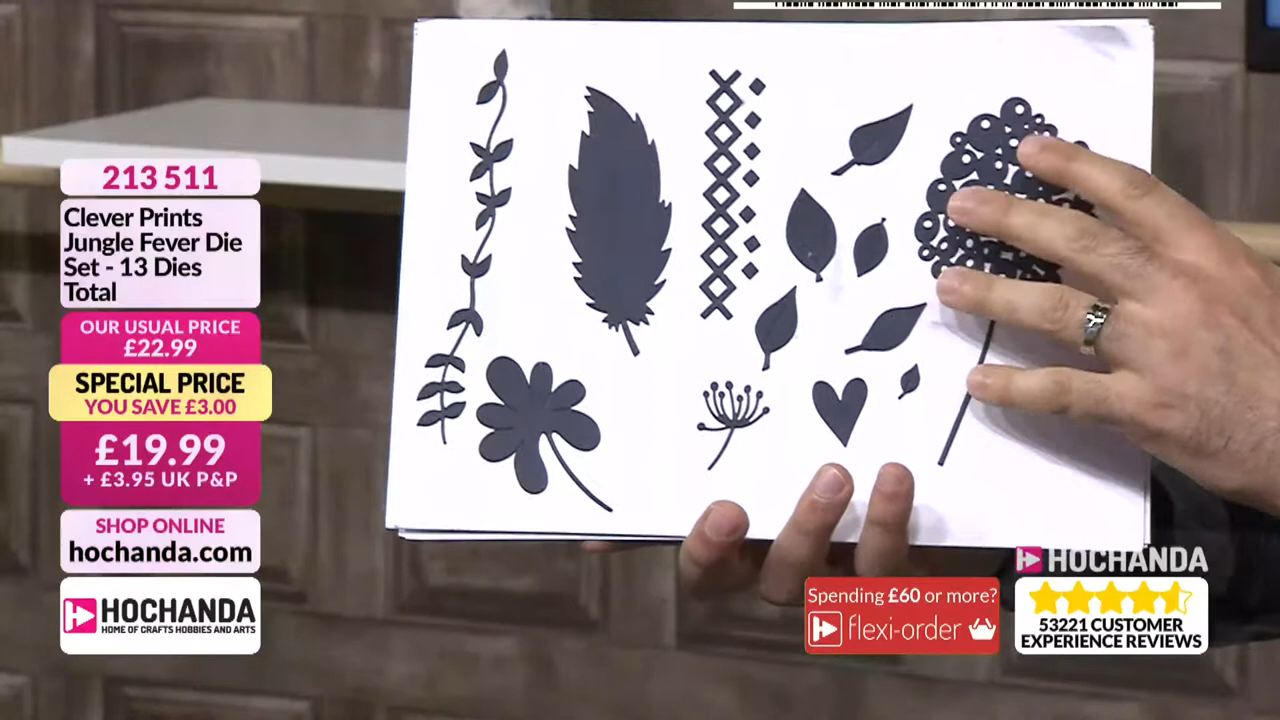 213 511
Clever Prints
Jungle Fever Die
Set - 13 Dies
Total
OUR USUAL PRICE
£22.99
SPECIAL PRICE
YOU SAVE £3.00
£19.99
+ £3.95 UK P&P
SHOP ONLINE
hochanda.com
HOCHANDA
HOME OF CRAFTS HOBBIES AND ARTS
Spending £60 or more?
flexi-order
HOCHANDA
53221 CUSTOMER
EXPERIENCE REVIEWS